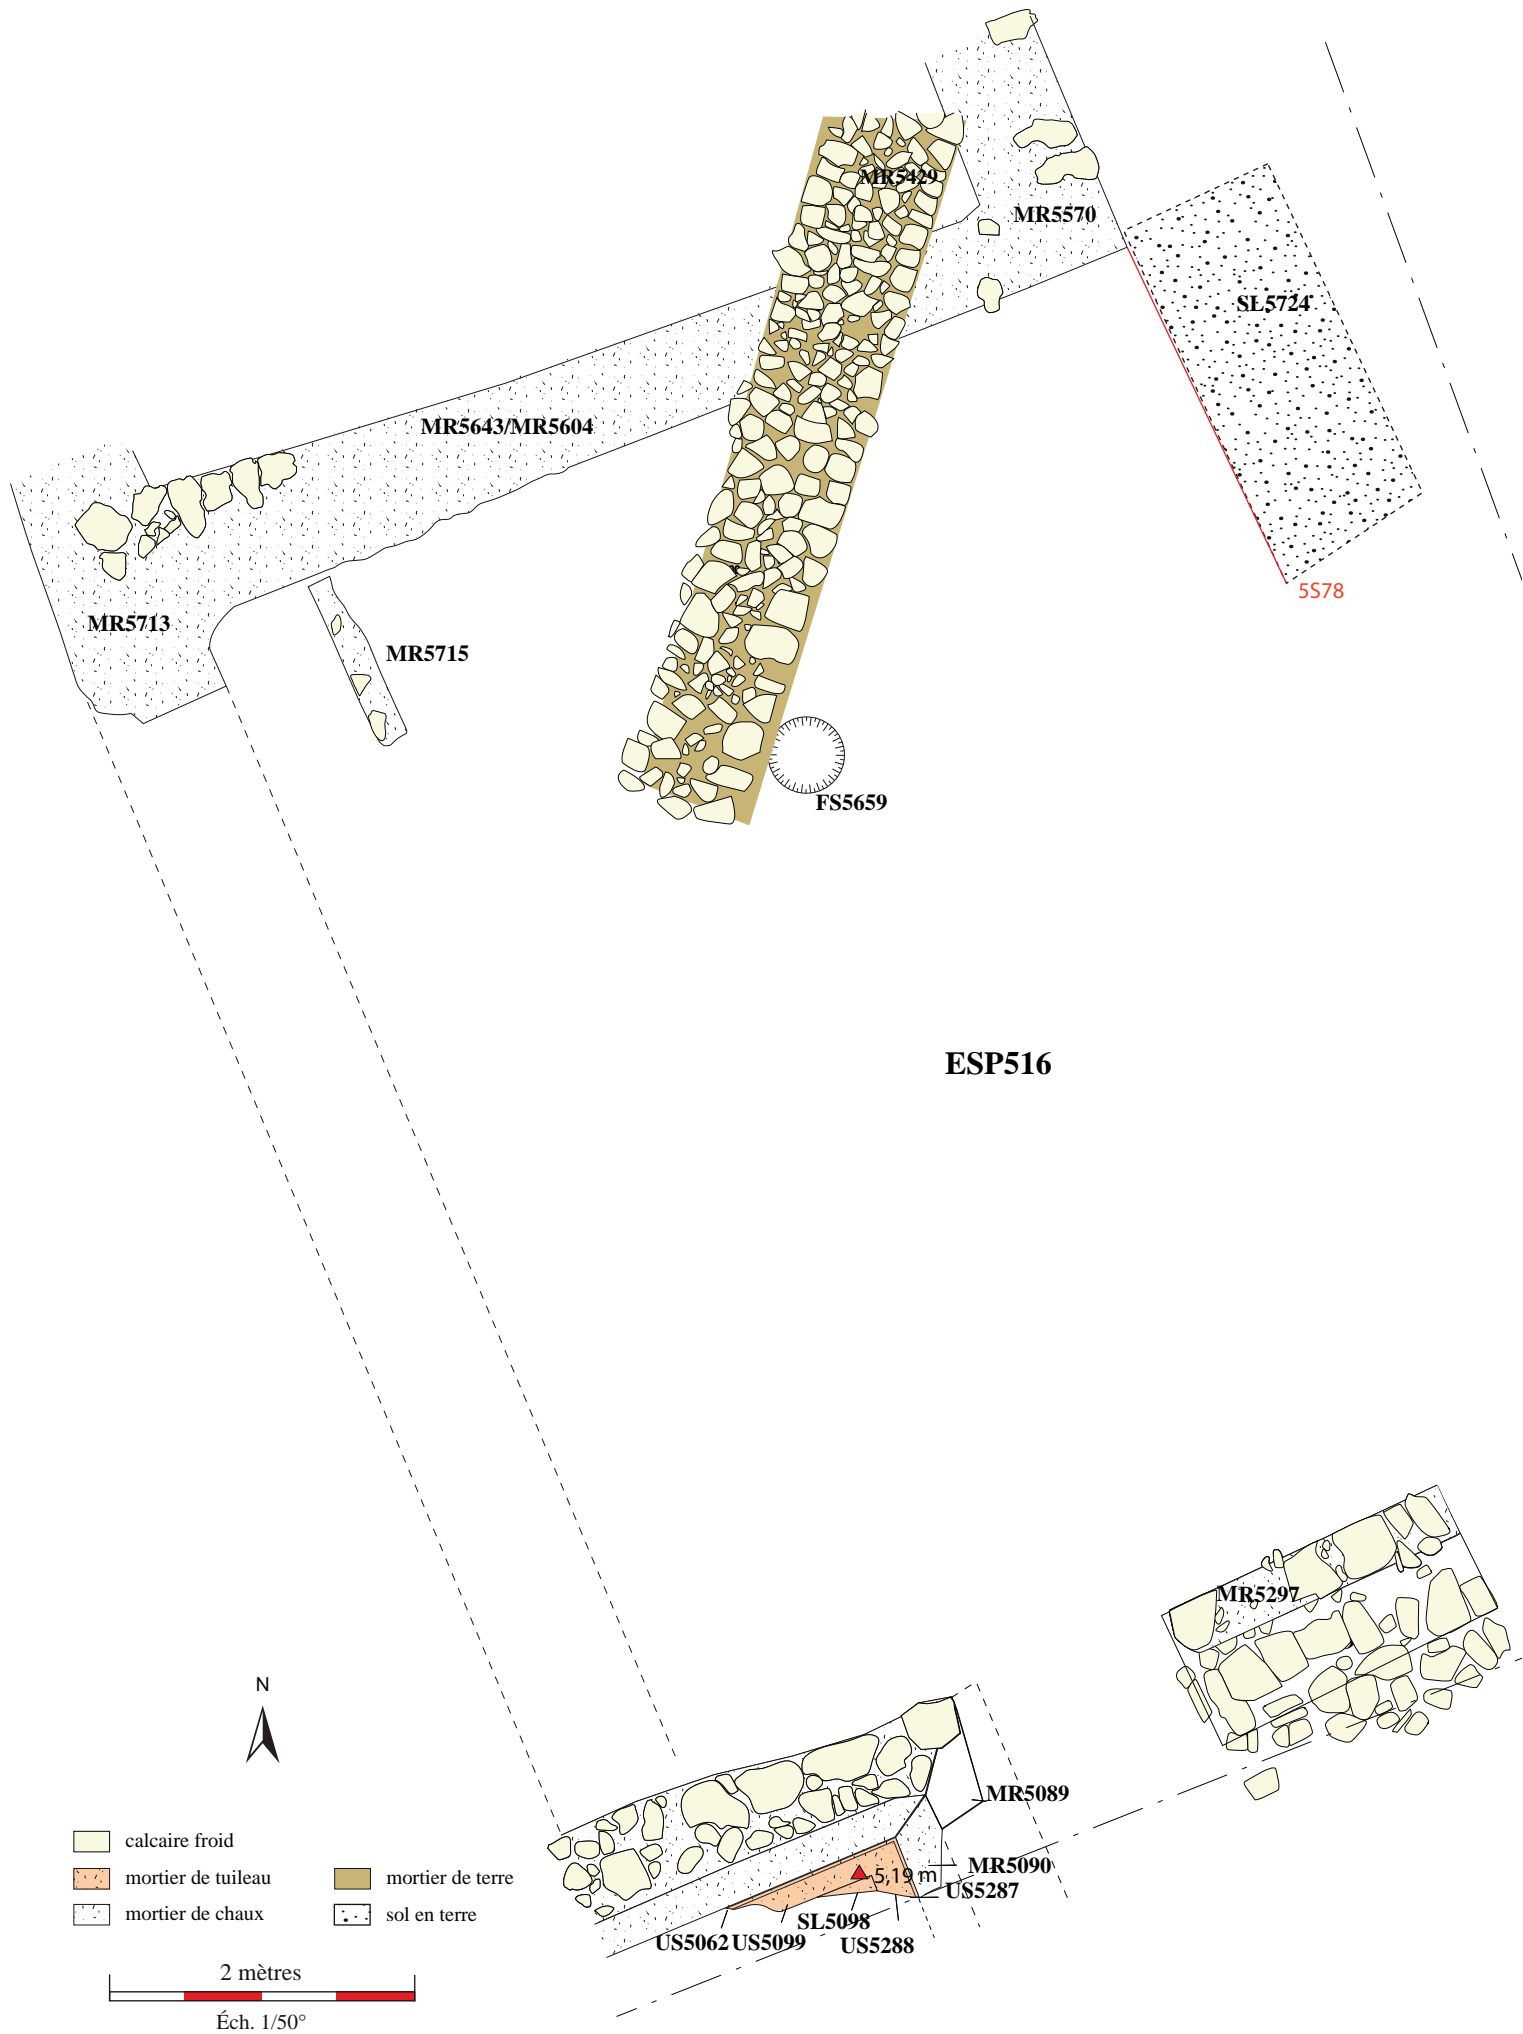 MR5429
MR5570
SL5724
MR5643/MR5604
5S78
MR5713
MR5715
FS5659
ESP516
MR5297
N
MR5089
calcaire froid
mortier de tuileau
mortier de terre
MR5090
5,19 m
US5287
mortier de chaux
sol en terre
SL5098
US5062 US5099
US5288
2 mètres
Éch. 1/50°